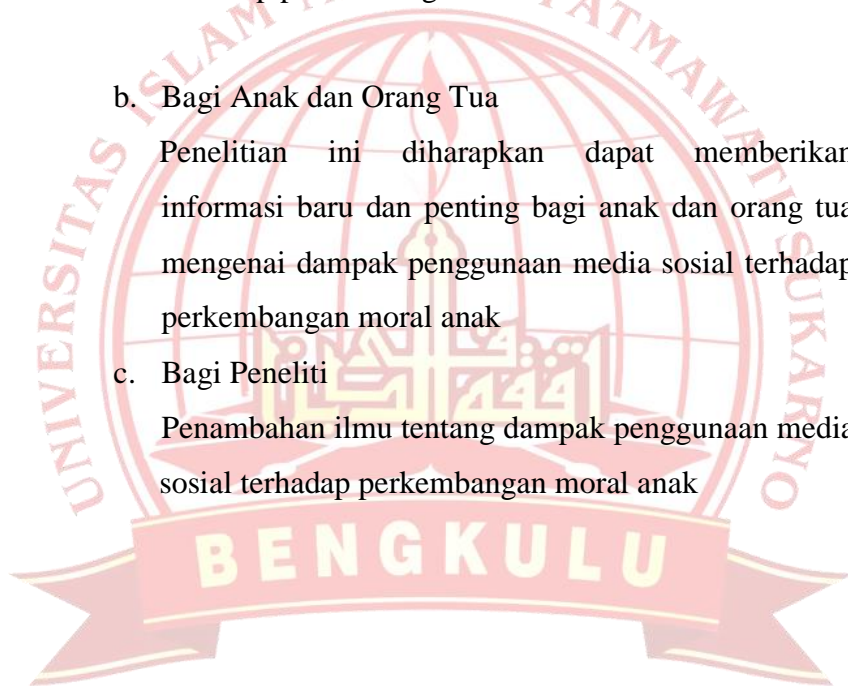 b. Bagi Anak dan Orang Tua
Penelitian ini diharapkan dapat memberikan
informasi baru dan penting bagi anak dan orang tua
mengenai dampak penggunaan media sosial terhadap
perkembangan moral anak
c. Bagi Peneliti
Penambahan ilmu tentang dampak penggunaan media
sosial terhadap perkembangan moral anak
UNIVERSITAS ISLAM FATMAWATI SUKARNO
BENGKULU